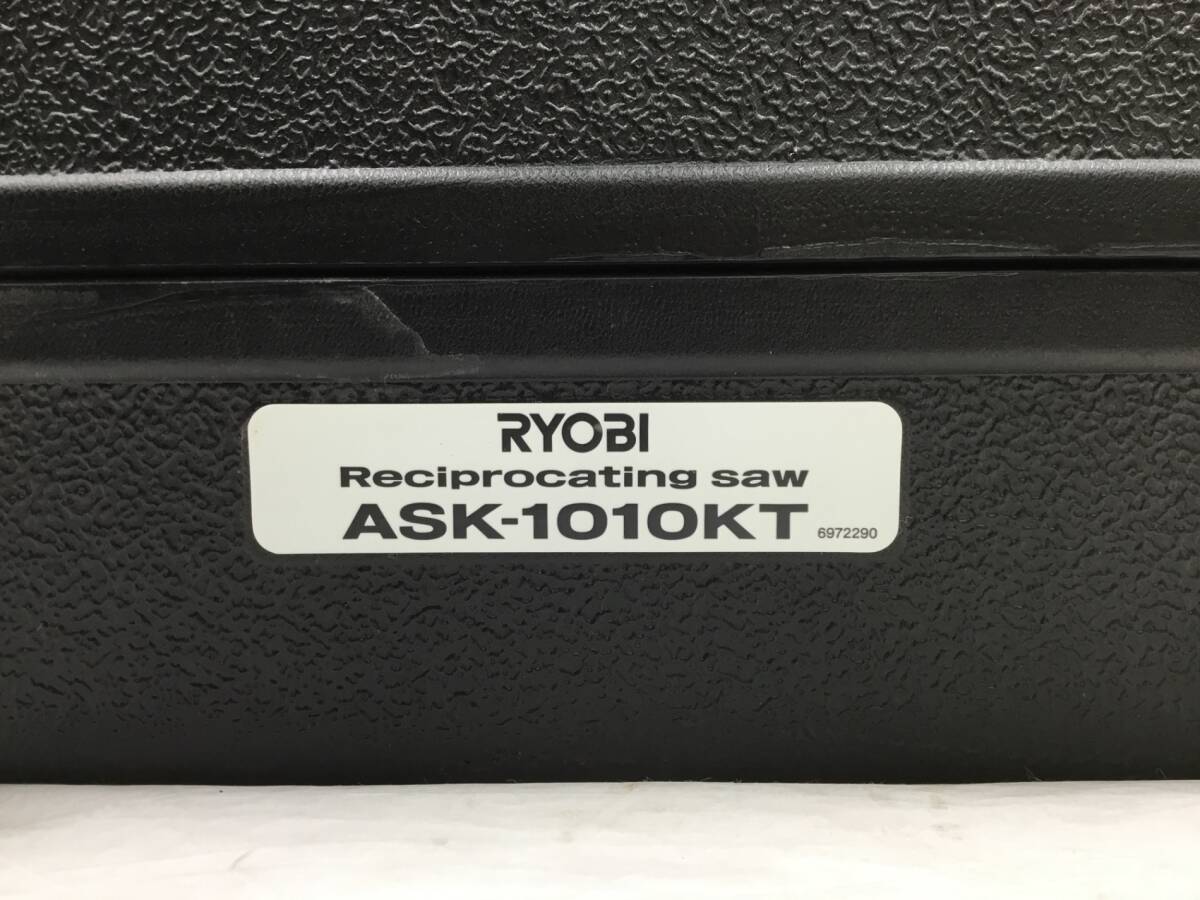 RYOBI
Reciprocating saw
ASK-1010KT 6972290